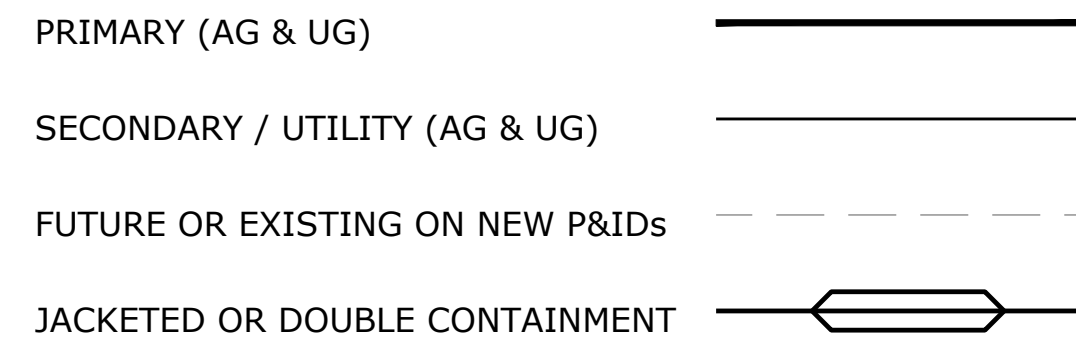 PRIMARY (AG & UG)
SECONDARY / UTILITY (AG & UG)
FUTURE OR EXISTING ON NEW P&IDs
JACKETED OR DOUBLE CONTAINMENT